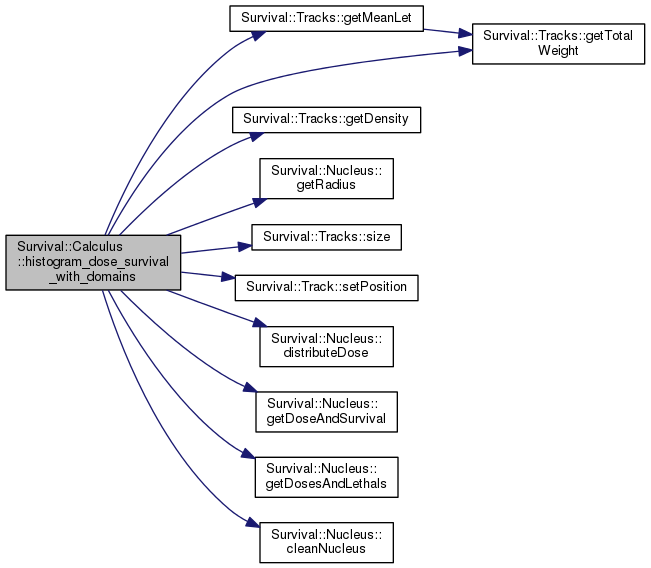 Survival::Tracks::getMeanLet
Survival::Tracks::getTotal
Weight
Survival::Tracks::getDensity
Survival::Nucleus::
getRadius
Survival::Calculus
::histogram_dose_survival
_with_domains
Survival::Tracks::size
Survival::Track::setPosition
Survival::Nucleus::
distributeDose
Survival::Nucleus::
getDoseAndSurvival
Survival::Nucleus::
getDosesAndLethals
Survival::Nucleus::
cleanNucleus